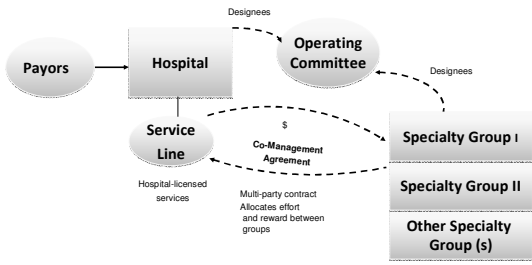 Designees
Payors
Hospital
Operating
Committee
Designees
Service
Line
$
Co-Management
Agreement
Specialty Group I
Specialty Group II
Other Specialty
Group (s)
Hospital-licensed
services
Multi-party contract
Allocates effort
and reward between
groups